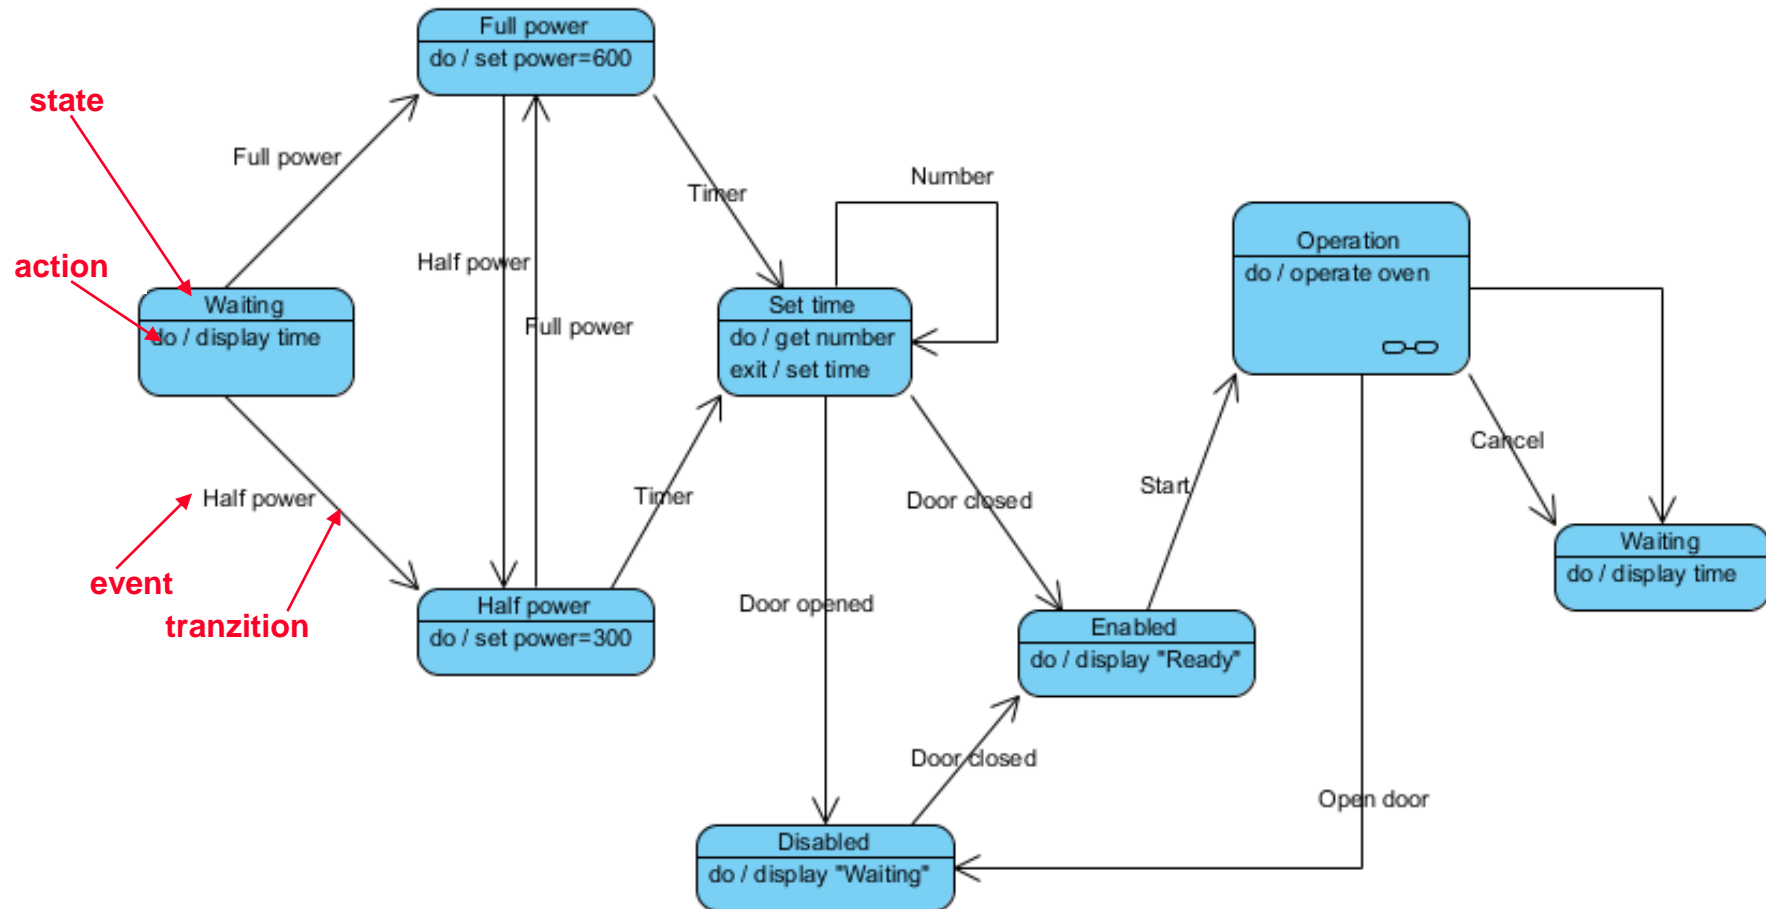 Full power
do / set power=600
state
Full power
Number
Timer
Half power
Operation
do / operate oven
action
Waiting
do / display time
Full power
Set time
do / get number
exit / set time
Cancel
Half power
Timer
Door closed
Start
Waiting
do / display time
event
tranzition
Half power
do / set power=300
Door opened
Enabled
do / display "Ready"
Door closed
Open door
Disabled
do / display "Waiting"